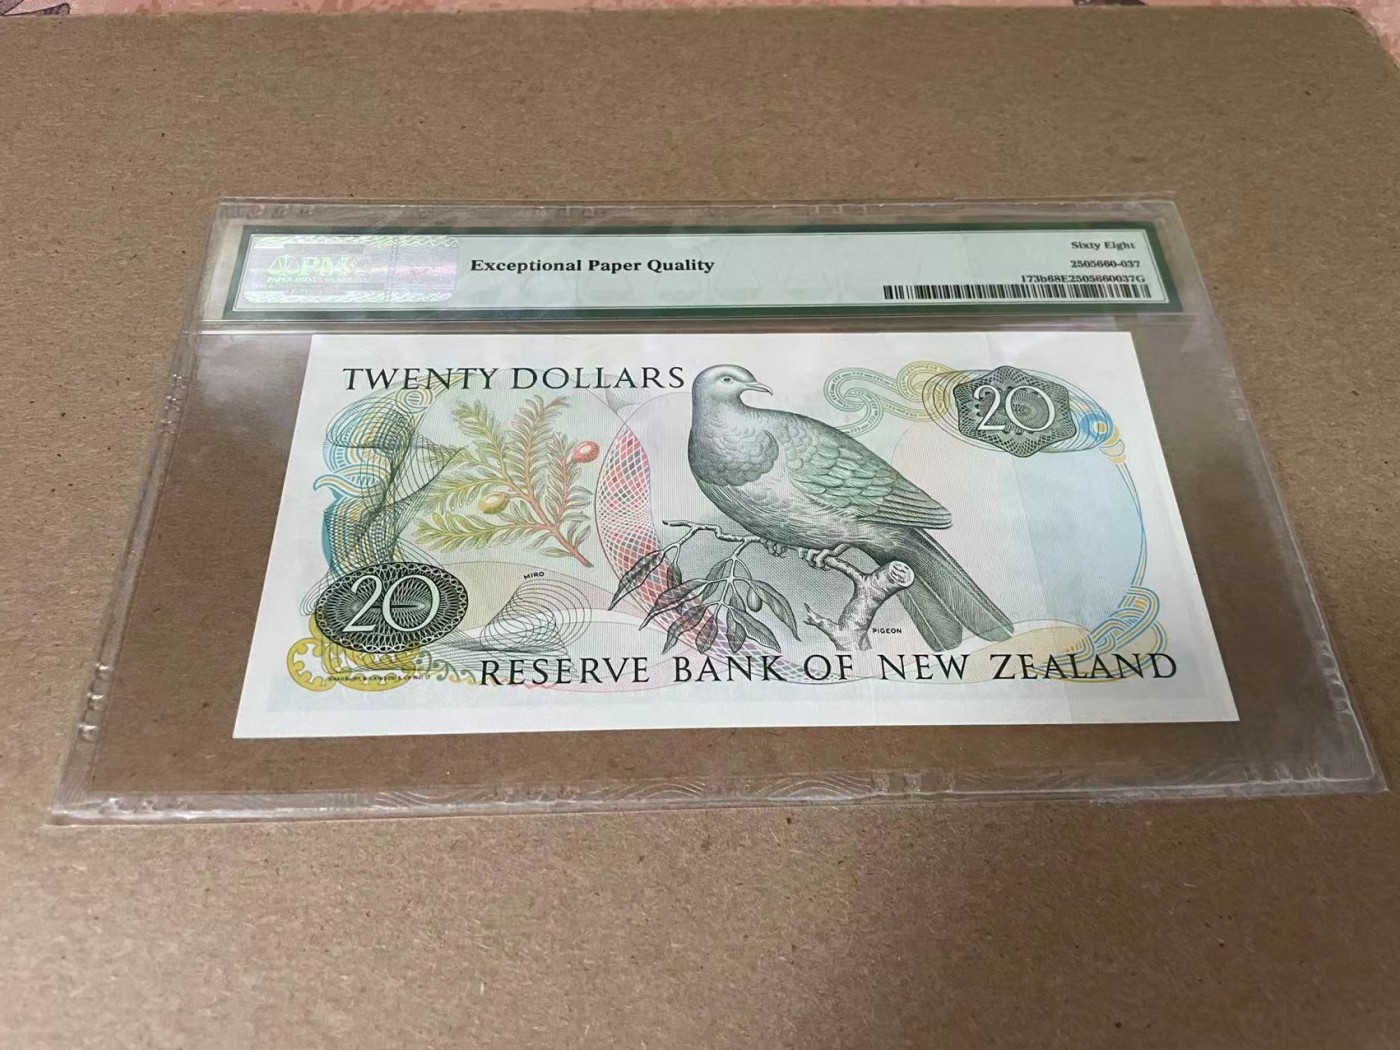 PMG
Exceptional Paper Quality
Sixty Eight
2505660-037
173b68E2505660037G
TWENTY DOLLARS
20
MIRO
20
PIGEON
RESERVE BANK OF NEW ZEALAND